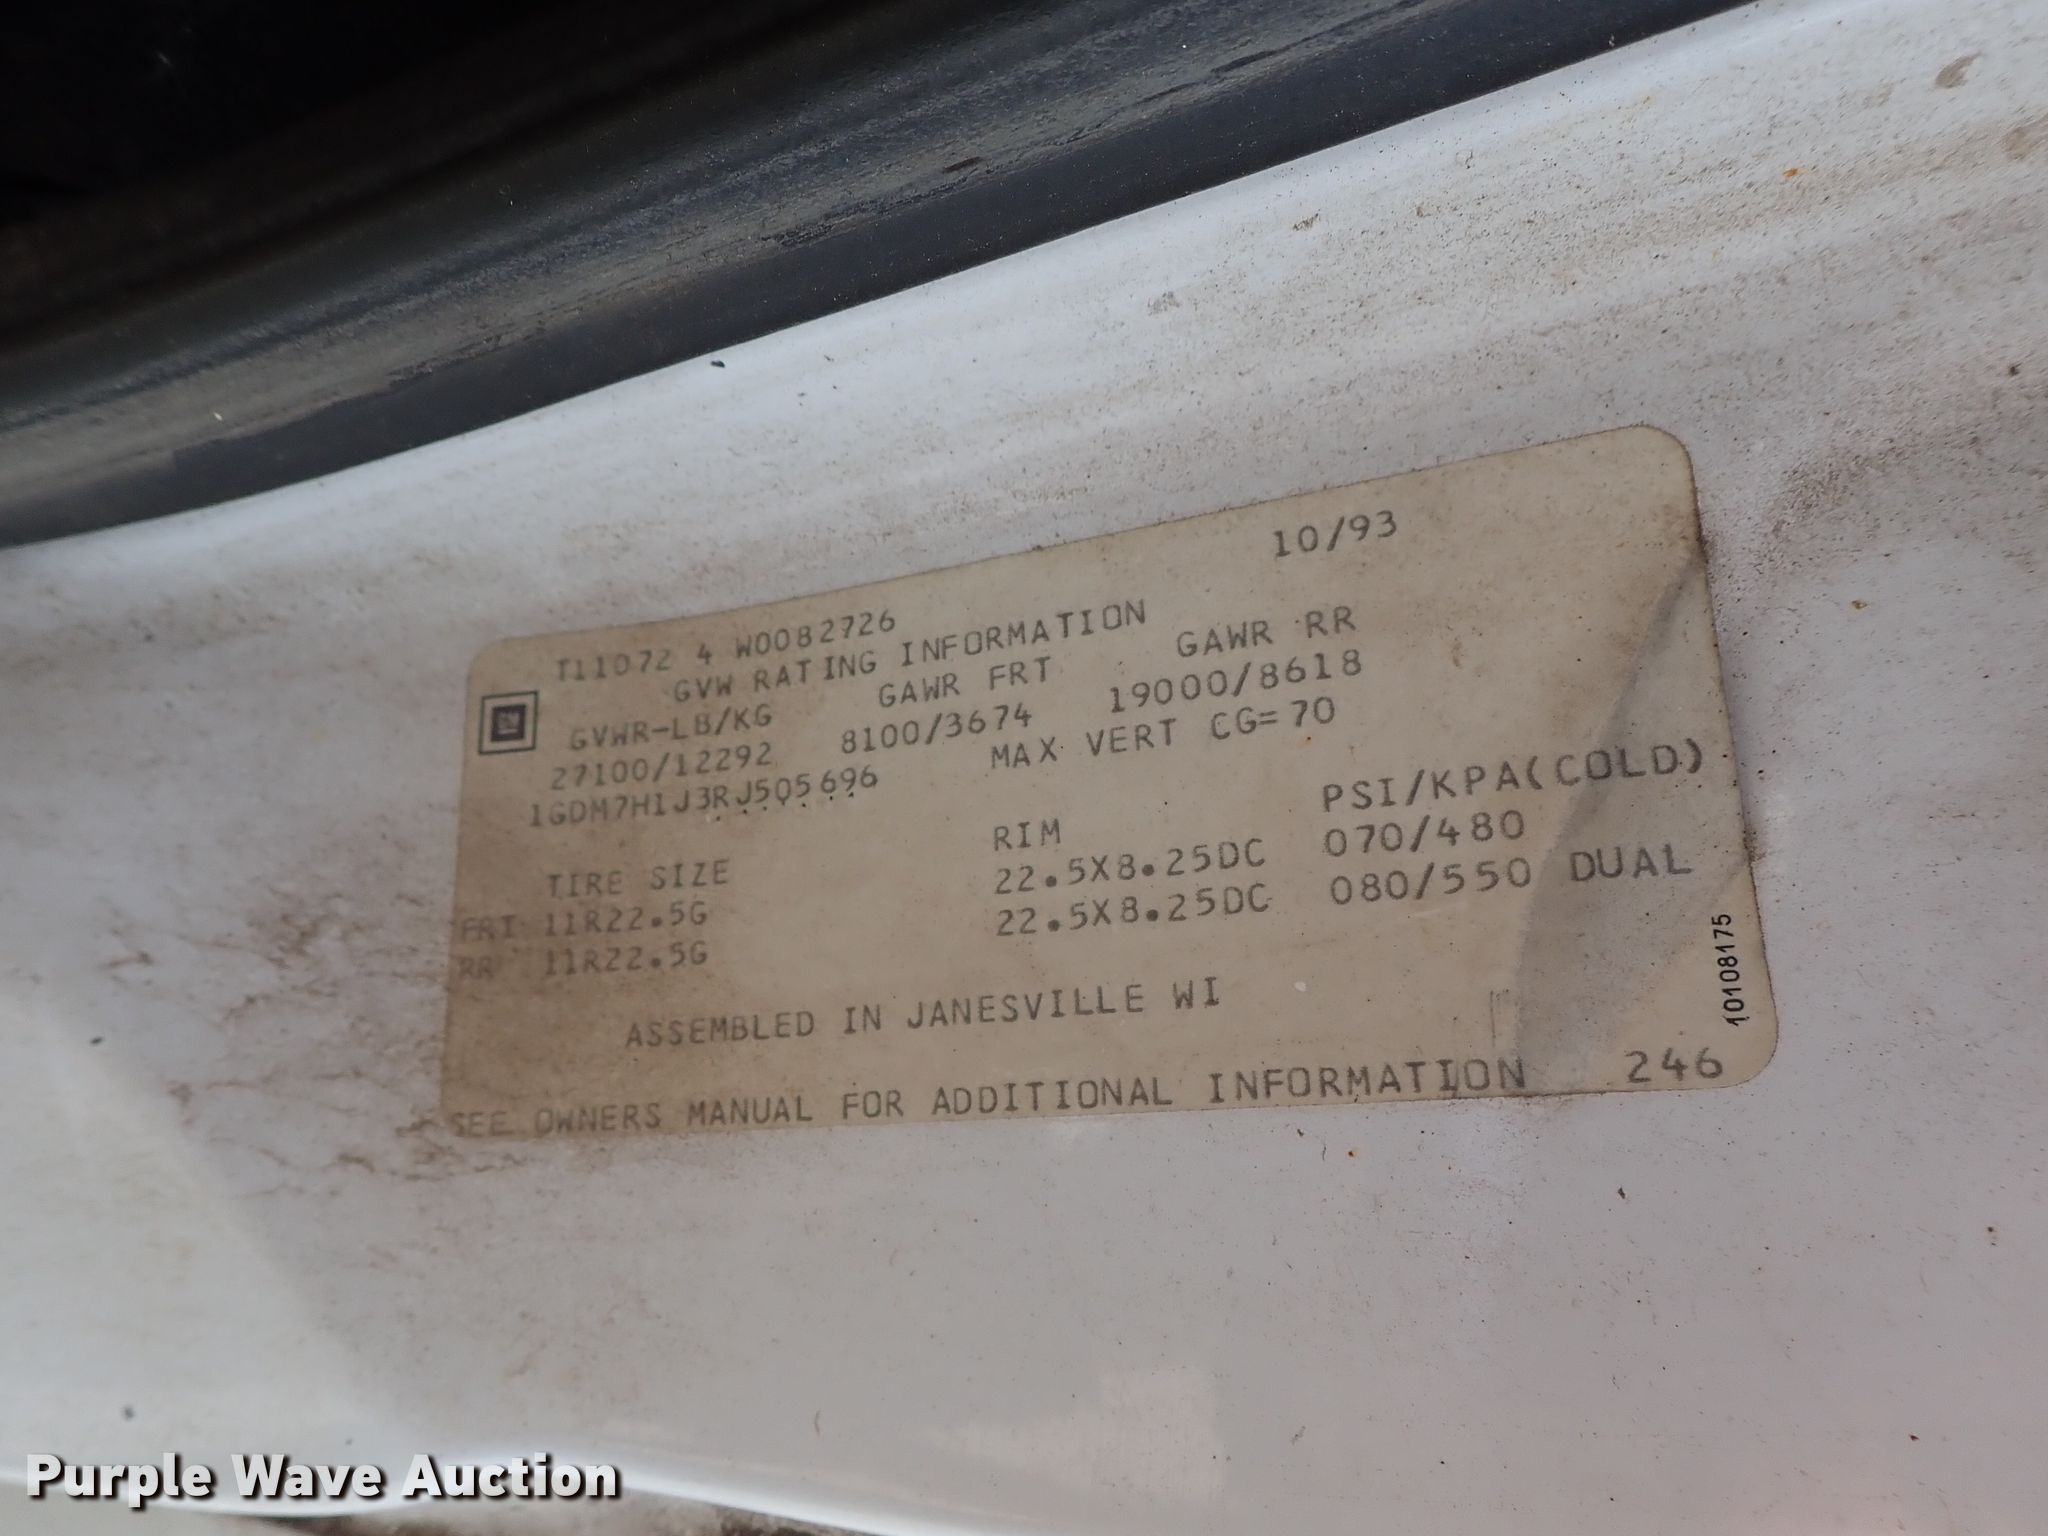 10/93
T11072 4 W0082726
GVW RATING INFORMATION
GVWR-LB/KG GAWR FRT GAWR RR
27100/12292 8100/3674 19000/8618
1GDM7H1J3RJ505696 MAX VERT CG=70
TIRE SIZE RIM PSI/KPA(COLD)
FRT 11R22.5G 22.5X8.25DC 070/480
RR 11R22.5G 22.5X8.25DC 080/550 DUAL
ASSEMBLED IN JANESVILLE WI
SEE OWNERS MANUAL FOR ADDITIONAL INFORMATION 246
10108175
Purple Wave Auction